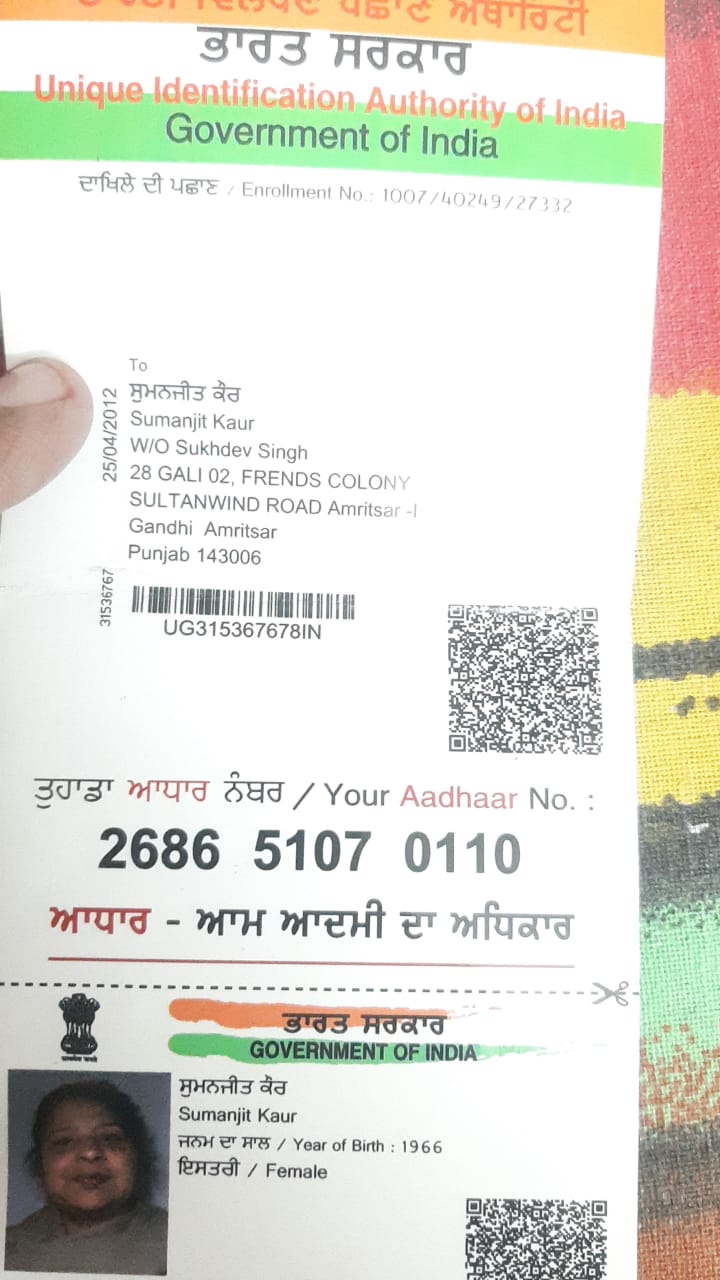 ਪਛਾਣ ਅਥਾਰਿਟੀ
ਭਾਰਤ ਸਰਕਾਰ
Unique Identification Authority of India
Government of India
ਦਾਖਿਲੇ ਦੀ ਪਛਾਣ / Enrollment No.: 1007/40249/27332
To
ਸੁਮਨਜੀਤ ਕੌਰ
Sumanjit Kaur
W/O Sukhdev Singh
28 GALI 02, FRENDS COLONY
SULTANWIND ROAD Amritsar -I
Gandhi Amritsar
Punjab 143006
25/04/2012
31536767
UG315367678IN
ਤੁਹਾਡਾ ਆਧਾਰ ਨੰਬਰ / Your Aadhaar No. :
2686 5107 0110
ਆਧਾਰ - ਆਮ ਆਦਮੀ ਦਾ ਅਧਿਕਾਰ
ਭਾਰਤ ਸਰਕਾਰ
GOVERNMENT OF INDIA
ਸੁਮਨਜੀਤ ਕੌਰ
Sumanjit Kaur
ਜਨਮ ਦਾ ਸਾਲ / Year of Birth : 1966
ਇਸਤਰੀ / Female